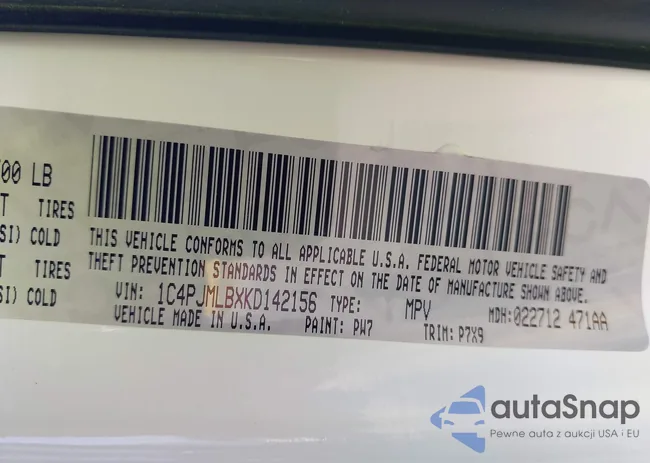 00 LB
T TIRES
SI) COLD
T TIRES
SI) COLD
THIS VEHICLE CONFORMS TO ALL APPLICABLE U.S.A. FEDERAL MOTOR VEHICLE SAFETY AND
THEFT PREVENTION STANDARDS IN EFFECT ON THE DATE OF MANUFACTURE SHOWN ABOVE.
VIN: 1C4PJMLBXKD142156 TYPE: MPV MDH:022712 471AA
VEHICLE MADE IN U.S.A. PAINT: PW7 TRIM: P7X9
autaSnap
Pewne auta z aukcji USA i EU